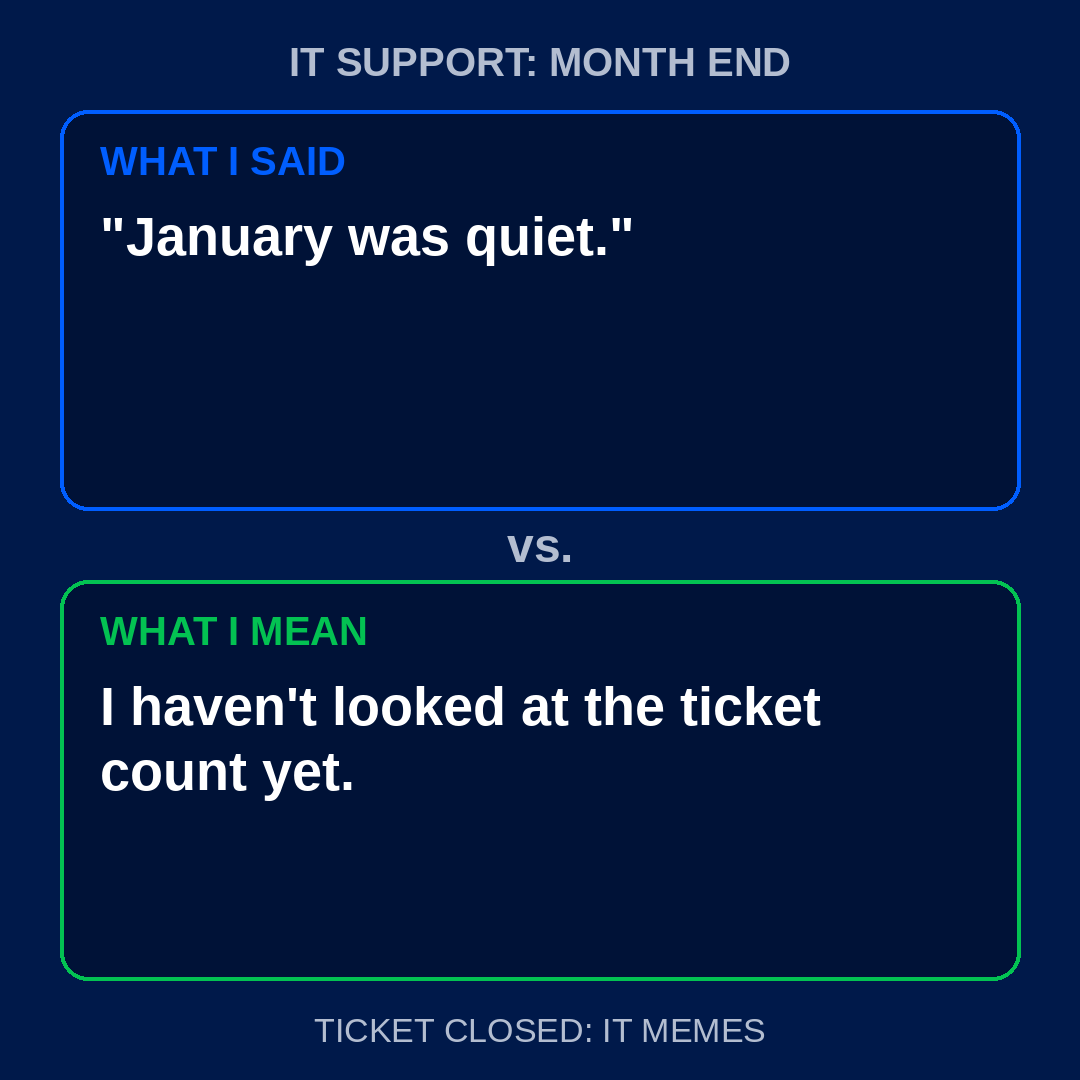 IT SUPPORT: MONTH END
WHAT I SAID
"January was quiet."
vs.
WHAT I MEAN
I haven't looked at the ticket
count yet.
TICKET CLOSED: IT MEMES